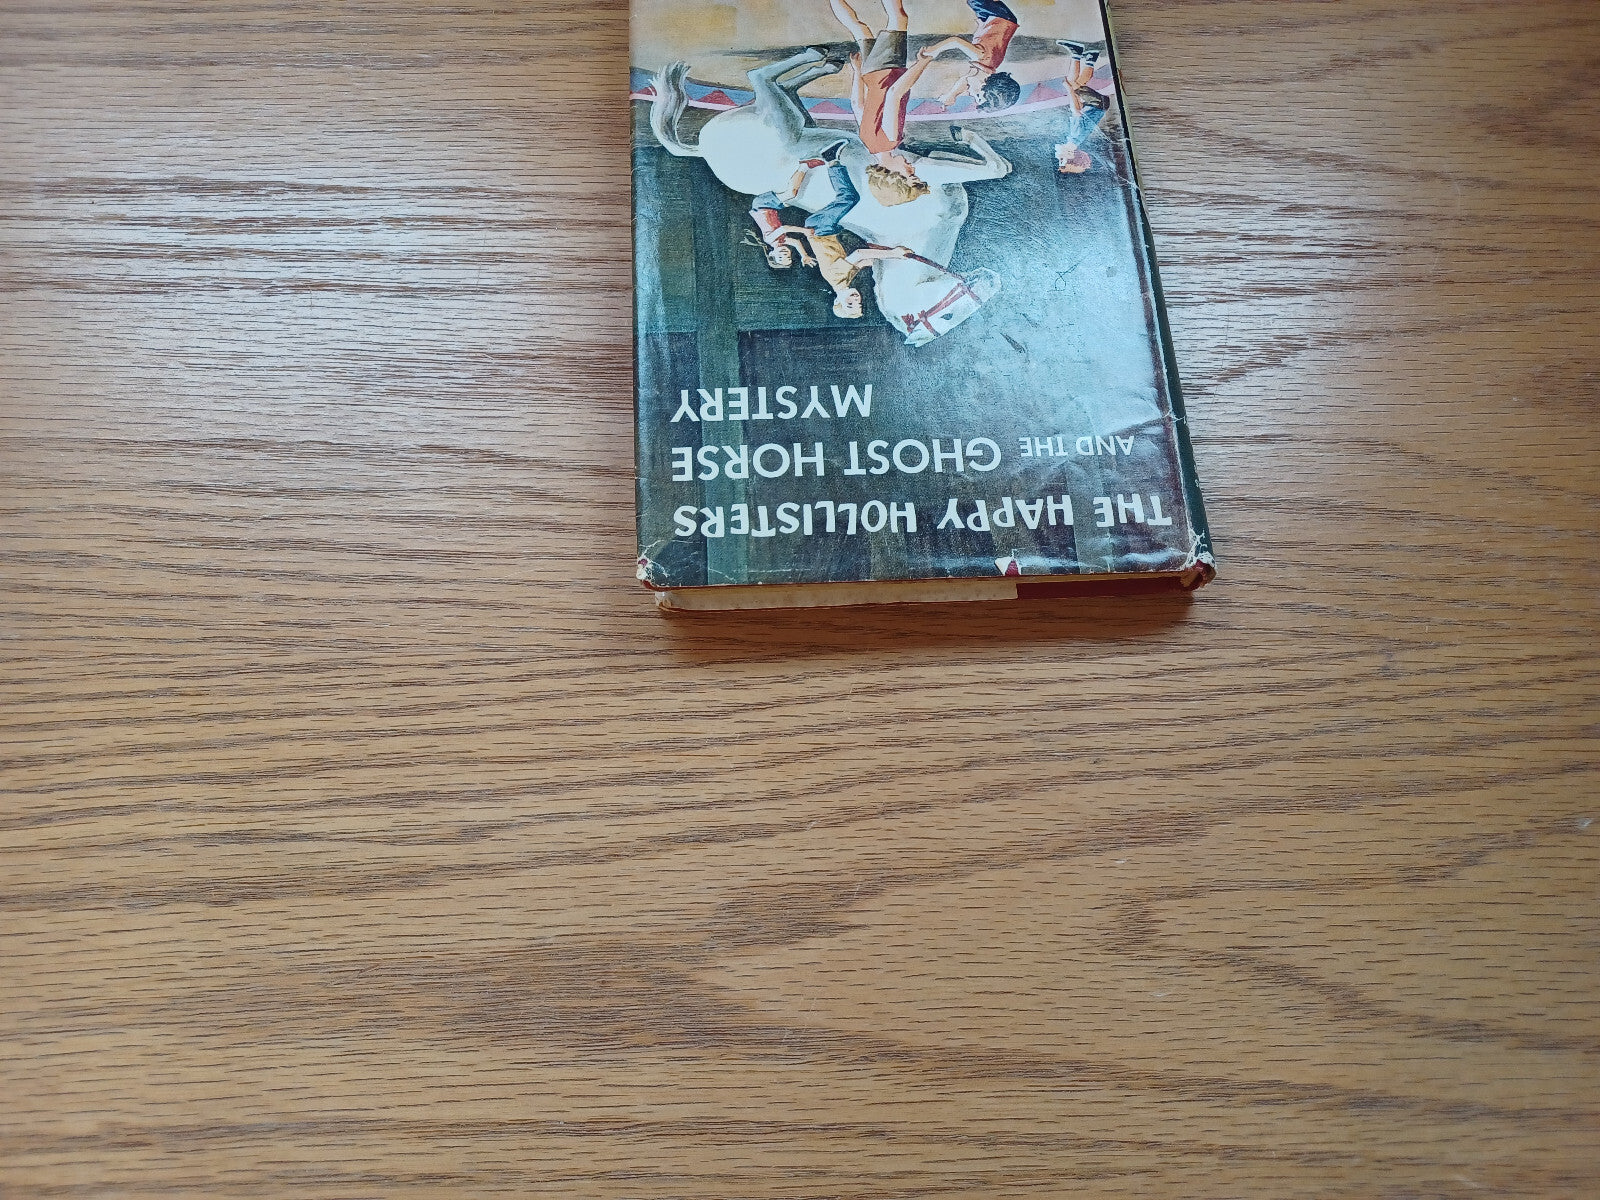 THE HAPPY HOLLISTERS
AND THE GHOST HORSE
MYSTERY